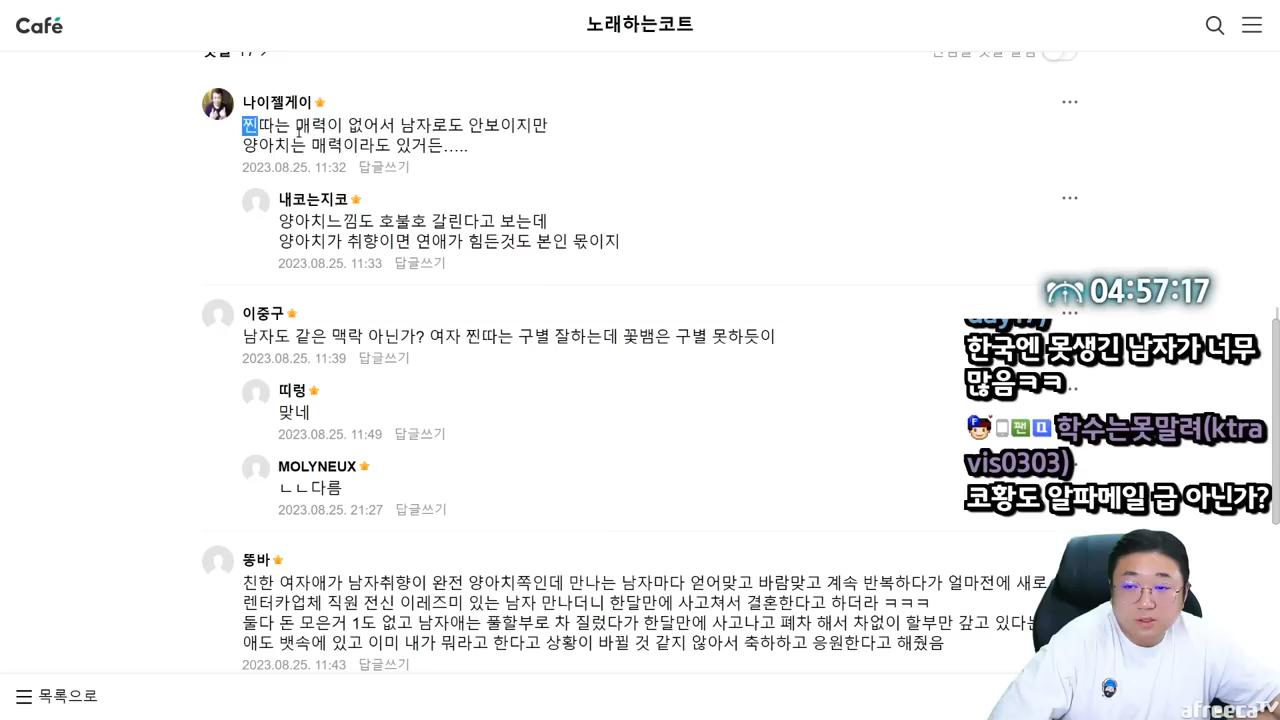 Café
노래하는코트
댓글 17
나이젤게이
찐따는 매력이 없어서 남자로도 안보이지만
양아치는 매력이라도 있거든.....
2023.08.25. 11:32 답글쓰기
내코는지코
양아치느낌도 호불호 갈린다고 보는데
양아치가 취향이면 연애가 힘든것도 본인 몫이지
2023.08.25. 11:33 답글쓰기
04:57:17
이중구
남자도 같은 맥락 아닌가? 여자 찐따는 구별 잘하는데 꽃뱀은 구별 못하듯이
2023.08.25. 11:39 답글쓰기
한국엔 못생긴 남자가 너무
많음ㅋㅋ
띠렁
맞네
2023.08.25. 11:49 답글쓰기
팬 학수는못말려(ktra
vis0303)
코황도 알파메일 급 아닌가?
MOLYNEUX
ㄴㄴ다름
2023.08.25. 21:27 답글쓰기
똥바
친한 여자애가 남자취향이 완전 양아치쪽인데 만나는 남자마다 얻어맞고 바람맞고 계속 반복하다가 얼마전에 새로
렌터카업체 직원 전신 이레즈미 있는 남자 만나더니 한달만에 사고쳐서 결혼한다고 하더라 ㅋㅋㅋ
둘다 돈 모은거 1도 없고 남자애는 풀할부로 차 질렀다가 한달만에 사고나고 폐차 해서 차없이 할부만 갚고 있다는
애도 뱃속에 있고 이미 내가 뭐라고 한다고 상황이 바뀔 것 같지 않아서 축하하고 응원한다고 해줬음
2023.08.25. 11:43 답글쓰기
목록으로
afreecaTV